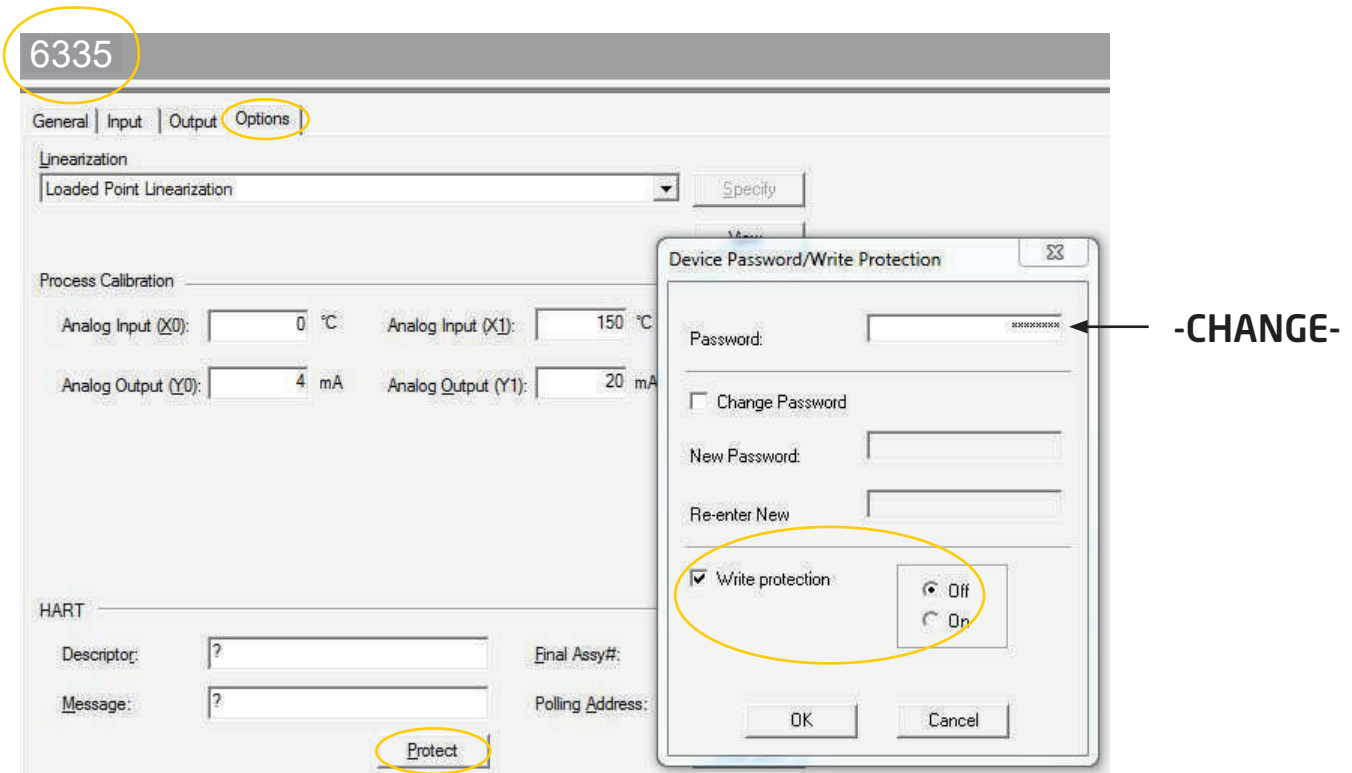 6335
General Input Output Options
Linearization
Loaded Point Linearization
Specify
View
Process Calibration
Analog Input (X0): 0 °C Analog Input (X1): 150 °C
Analog Output (Y0): 4 mA Analog Output (Y1): 20 mA
HART
Descriptor: ? Final Assy#:
Message: ? Polling Address:
Protect
Device Password/Write Protection
Password: ******** -CHANGE-
Change Password
New Password:
Re-enter New
Write protection
Off
On
OK Cancel